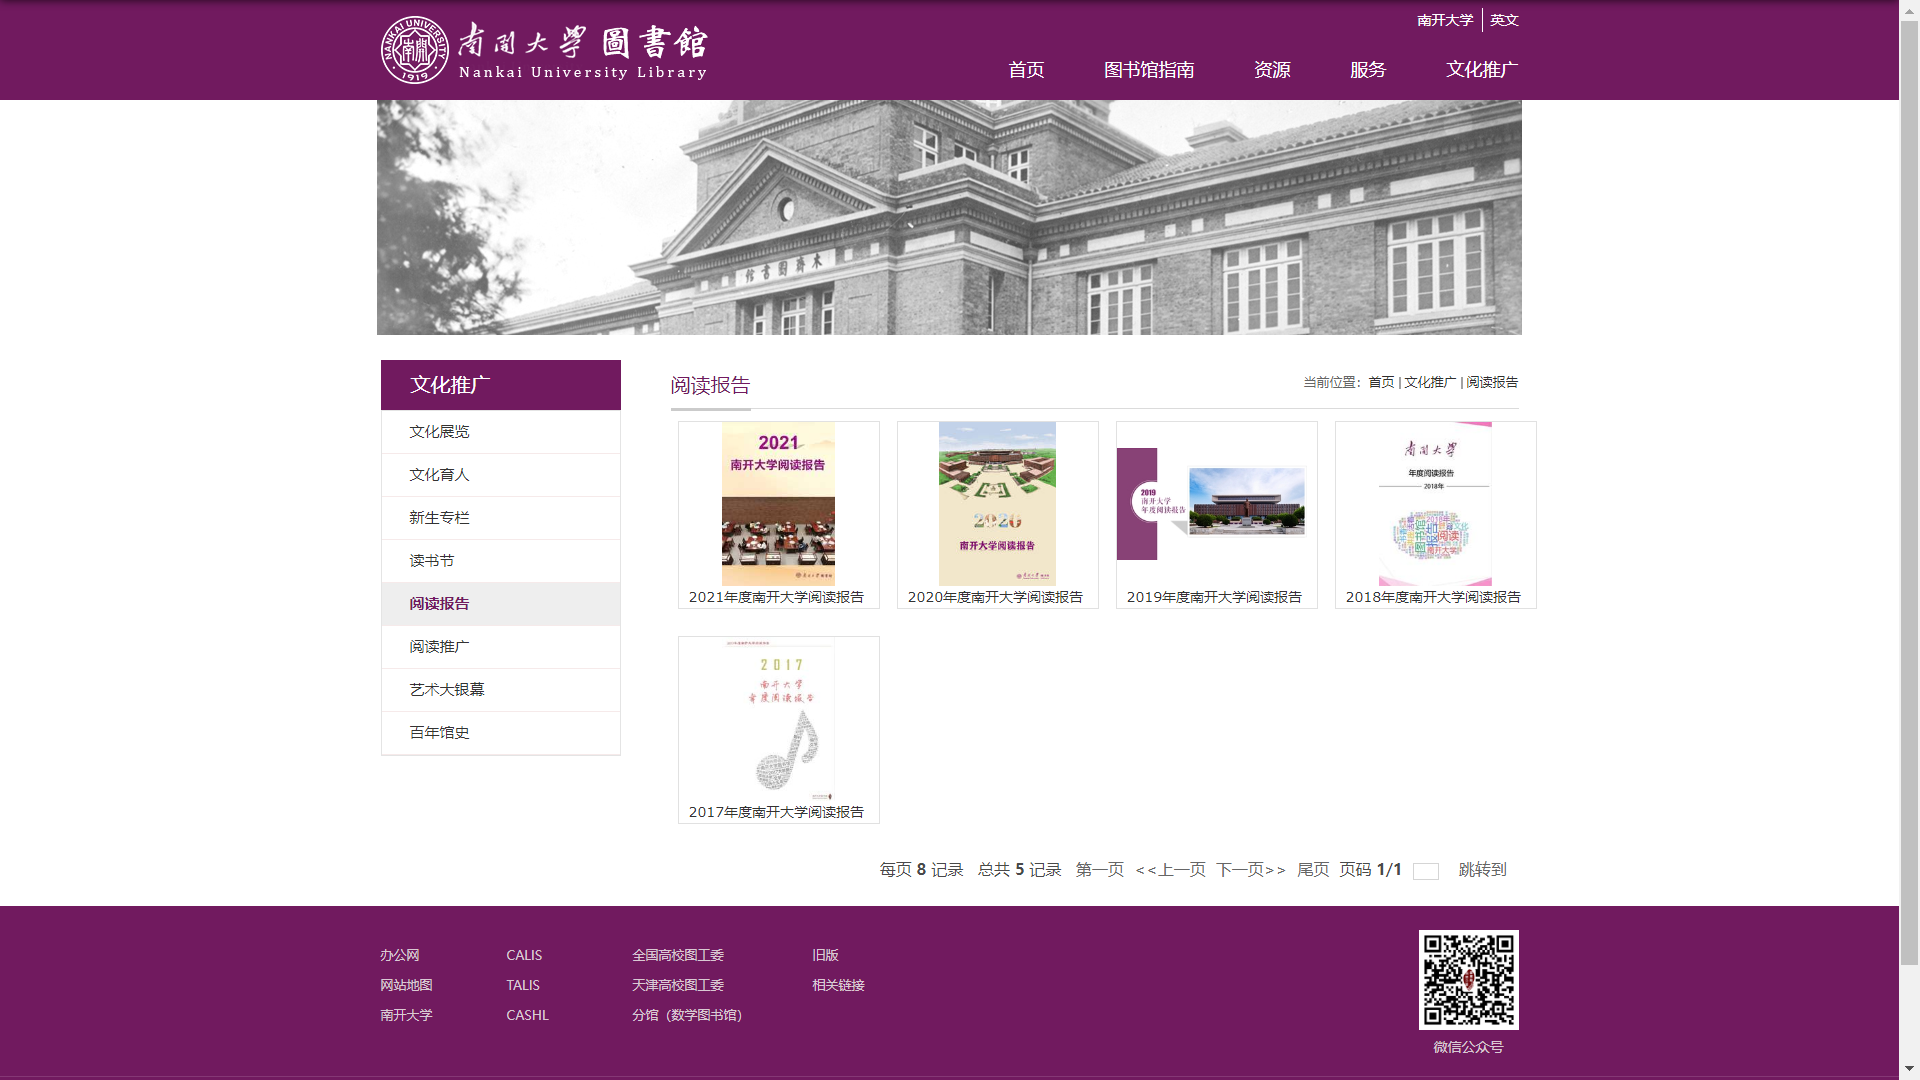 南开大学 英文
南開大學 圖書館
Nankai University Library
NANKAI UNIVERSITY
南開
1919
首页 图书馆指南 资源 服务 文化推广
木齋圖書館
文化推广
文化展览
文化育人
新生专栏
读书节
阅读报告
阅读推广
艺术大银幕
百年馆史
阅读报告
当前位置：首页 | 文化推广 | 阅读报告
2021
南开大学阅读报告
2021年度南开大学阅读报告
2020
南开大学阅读报告
2020年度南开大学阅读报告
2019
南开大学
年度阅读报告
2019年度南开大学阅读报告
南開大學
年度阅读报告
2018年
2018年度南开大学阅读报告
2017
南开大学
年度阅读报告
2017年度南开大学阅读报告
每页 8 记录 总共 5 记录 第一页 <<上一页 下一页>> 尾页 页码 1/1 跳转到
办公网 CALIS 全国高校图工委 旧版
网站地图 TALIS 天津高校图工委 相关链接
南开大学 CASHL 分馆（数学图书馆）
微信公众号